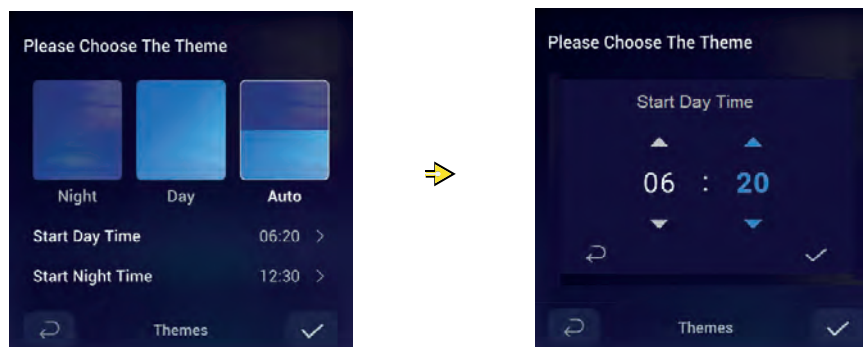 Please Choose The Theme
Night Day Auto
Start Day Time 06:20 >
Start Night Time 12:30 >
Themes
Please Choose The Theme
Start Day Time
06 : 20
Themes